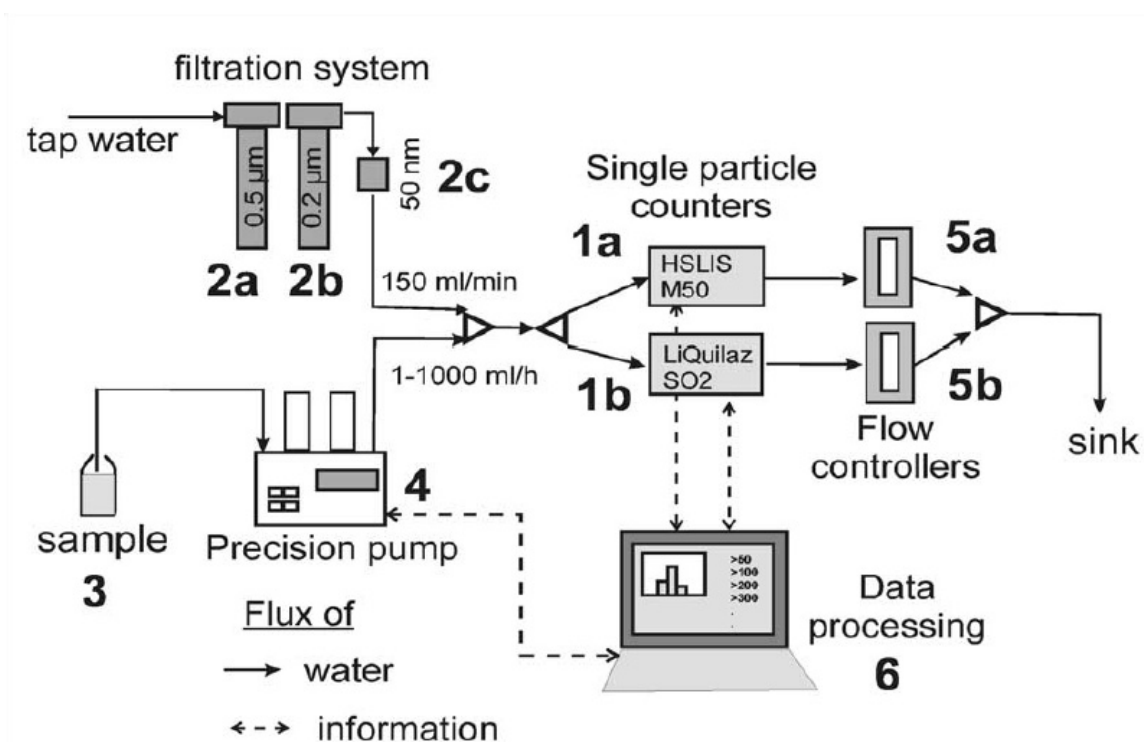 filtration system
tap water
0.5 µm
0.2 µm
50 nm
2c
2a
2b
Single particle
counters
1a
HSLIS
M50
5a
150 ml/min
1-1000 ml/h
1b
LiQuilaz
SO2
5b
Flow
controllers
sink
sample
3
4
Precision pump
>50
>100
>200
>300
.
.
Data
processing
6
Flux of
water
information